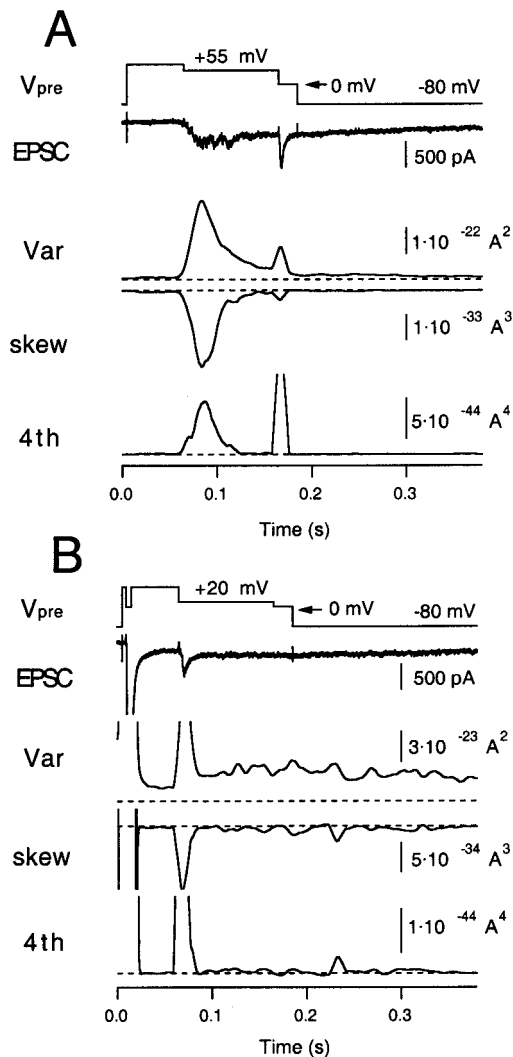 A
+55 mV
Vpre
0 mV
-80 mV
EPSC
500 pA
Var
1·10 -22 A2
skew
1·10 -33 A3
4th
5·10 -44 A4
0.0 0.1 0.2 0.3
Time (s)
B
+20 mV
Vpre
0 mV
-80 mV
EPSC
500 pA
Var
3·10 -23 A2
skew
5·10 -34 A3
4th
1·10 -44 A4
0.0 0.1 0.2 0.3
Time (s)